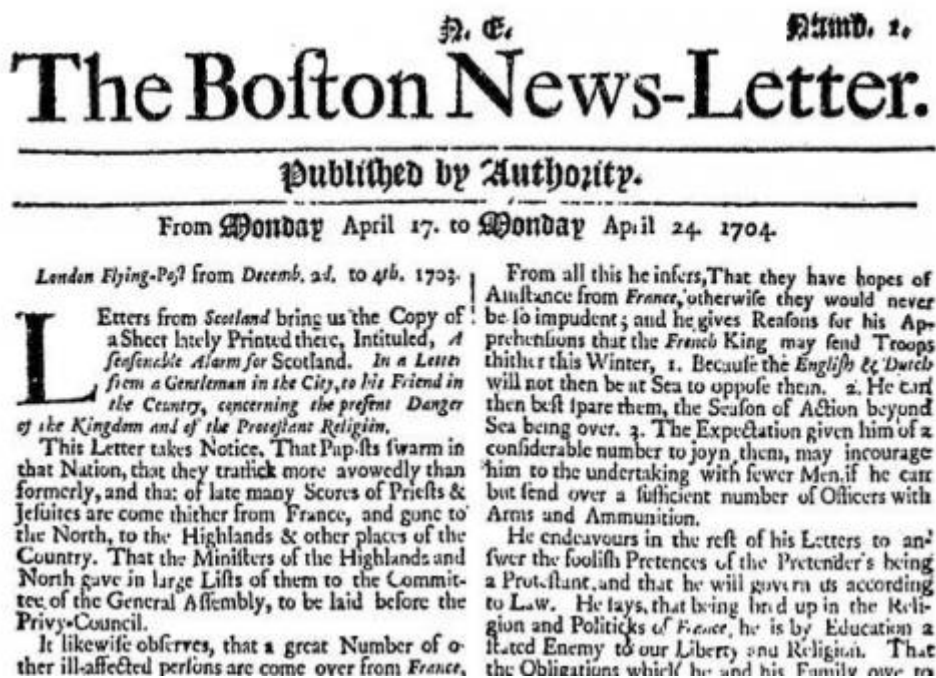 N. E.
Numb. 1.
The Boſton News-Letter.
Publiſhed by Authority.
From Monday April 17. to Monday April 24. 1704.
London Flying-Poſt from Decemb. 2d. to 4th. 1703.
LEtters from Scotland bring us the Copy of
a Sheet lately Printed there, Intituled, A
ſeaſonable Alarm for Scotland. In a Letter
from a Gentleman in the City, to his Friend in
the Country, concerning the preſent Danger
of the Kingdom and of the Proteſtant Religion.
This Letter takes Notice, That Papiſts ſwarm in
that Nation, that they traffick more avowedly than
formerly, and that of late many Scores of Prieſts &
Jeſuites are come thither from France, and gone to
the North, to the Highlands & other places of the
Country. That the Miniſters of the Highlands and
North gave in large Liſts of them to the Commit-
tee of the General Aſſembly, to be laid before the
Privy-Council.
It likewiſe obſerves, that a great Number of o-
ther ill-affected perſons are come over from France,
From all this he infers, That they have hopes of
Aſſiſtance from France, otherwiſe they would never
be ſo impudent; and he gives Reaſons for his Ap-
prehenſions that the French King may ſend Troops
thither this Winter, 1. Becauſe the Engliſh & Dutch
will not then be at Sea to oppoſe them. 2. He can
then beſt ſpare them, the Seaſon of Action beyond
Sea being over. 3. The Expectation given him of a
conſiderable number to joyn them, may incourage
him to the undertaking with fewer Men if he can
but ſend over a ſufficient number of Officers with
Arms and Ammunition.
He endeavours in the reſt of his Letters to an-
ſwer the fooliſh Pretences of the Pretender's being
a Proteſtant, and that he will govern us according
to Law. He ſays, that being bred up in the Reli-
gion and Politicks of France, he is by Education a
ſtated Enemy to our Liberty and Religion. That
the Obligations which he and his Family owe to